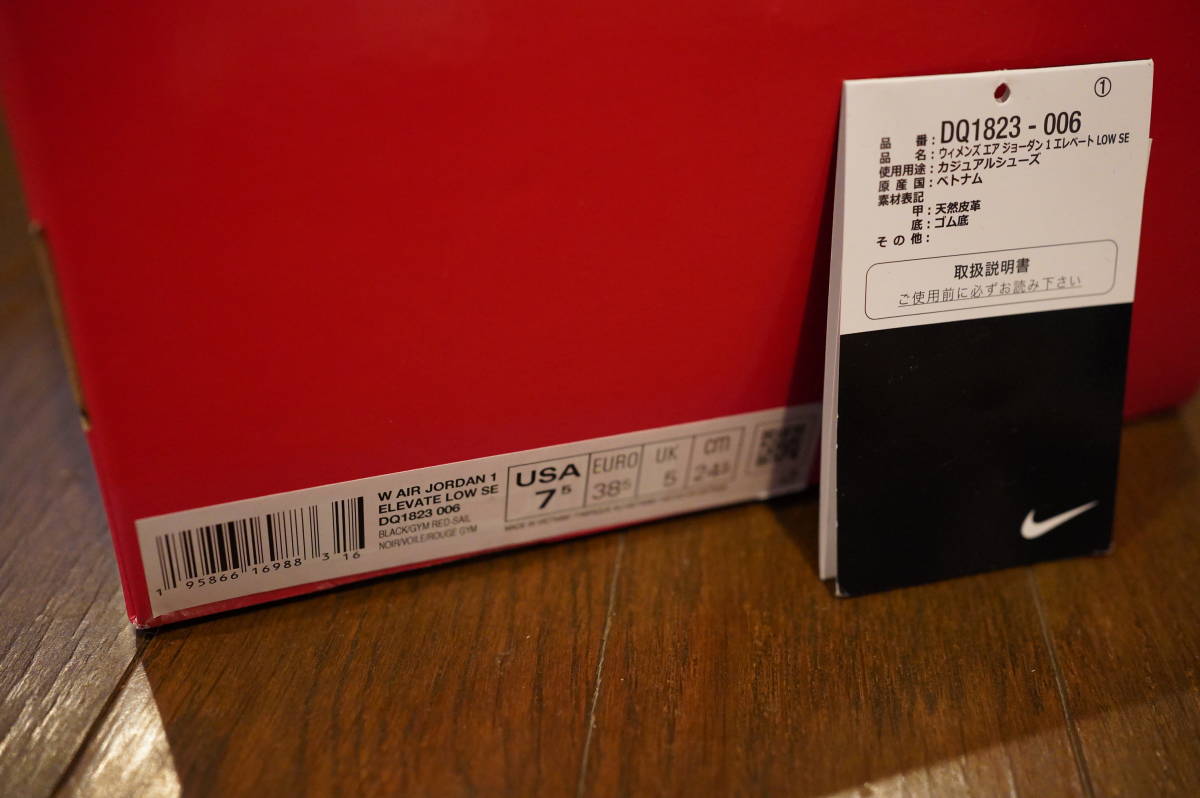 W AIR JORDAN 1
ELEVATE LOW SE
DQ1823 006
BLACK/GYM RED-SAIL
NOIR/VOILE/ROUGE GYM
1 95866 16988 3 16
USA
7 5
EURO
38 5
UK
5
cm
24.5
MADE IN VIETNAM
①
品 番 : DQ1823 - 006
品 名 : ウィメンズ エア ジョーダン 1 エレベート LOW SE
使用用途 : カジュアルシューズ
原 産 国 : ベトナム
素材表記
甲 : 天然皮革
底 : ゴム底
そ の 他 :
取扱説明書
ご使用前に必ずお読み下さい